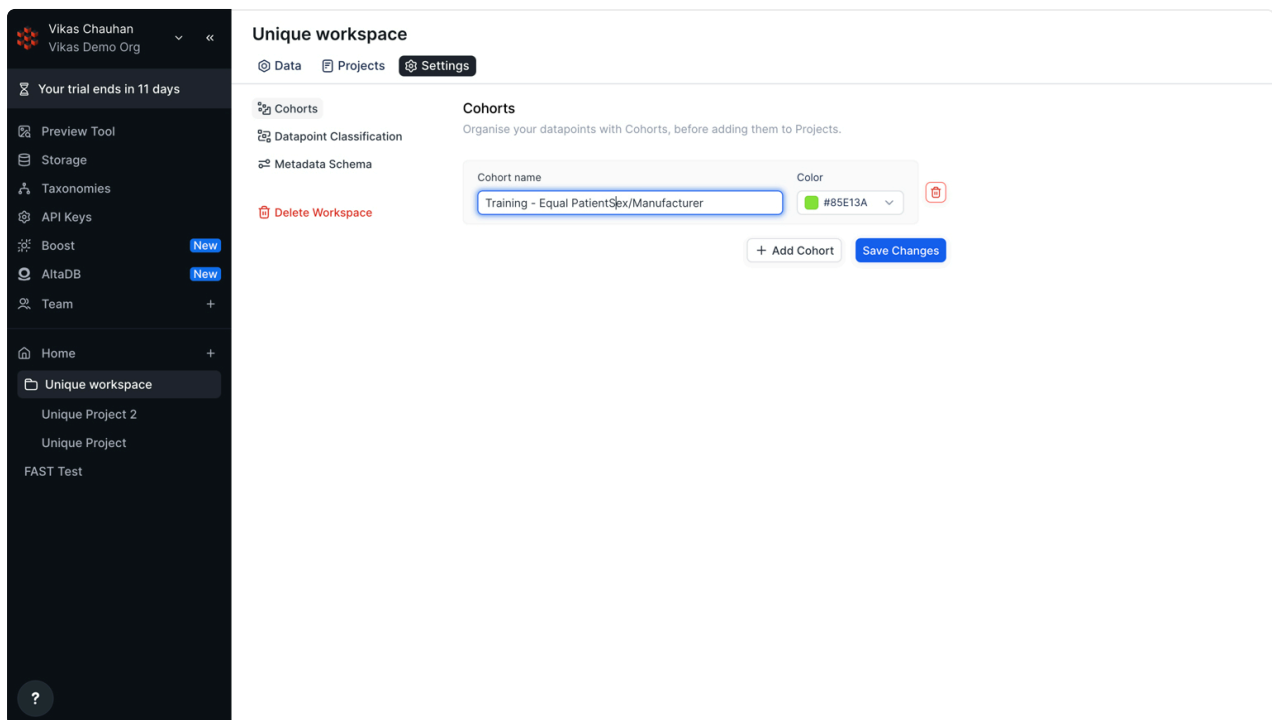 Vikas Chauhan
Vikas Demo Org
Your trial ends in 11 days
Preview Tool
Storage
Taxonomies
API Keys
Boost New
AltaDB New
Team
Home
Unique workspace
Unique Project 2
Unique Project
FAST Test
?
Unique workspace
Data Projects Settings
Cohorts
Datapoint Classification
Metadata Schema
Delete Workspace
Cohorts
Organise your datapoints with Cohorts, before adding them to Projects.
Cohort name Color
Training - Equal PatientSex/Manufacturer #85E13A
+ Add Cohort Save Changes